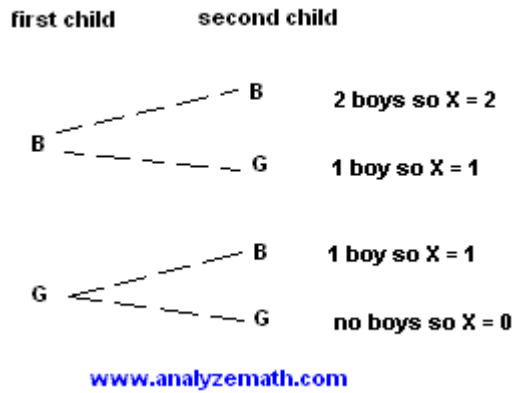 first child second child
B 2 boys so X = 2
B
G 1 boy so X = 1
B 1 boy so X = 1
G
G no boys so X = 0
www.analyzemath.com